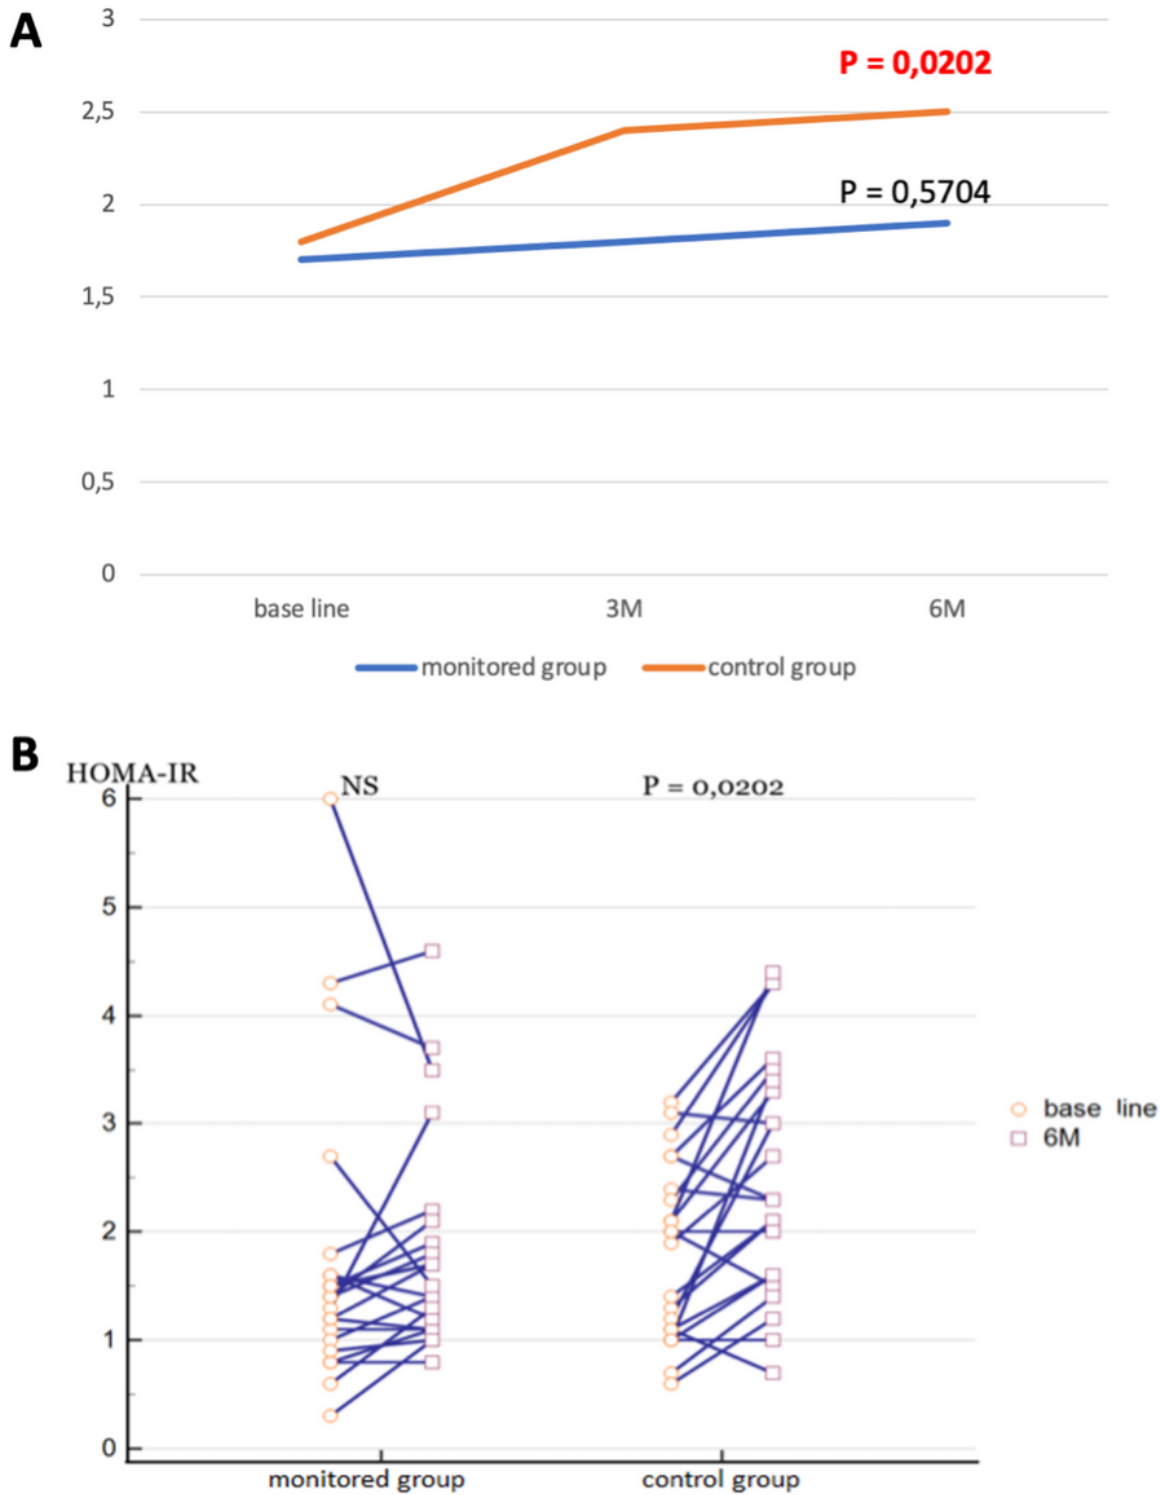 A
3
P = 0,0202
2,5
P = 0,5704
2
1,5
1
0,5
0
base line 3M 6M
monitored group control group
B
HOMA-IR
NS P = 0,0202
6
5
4
3
base line
6M
2
1
0
monitored group control group